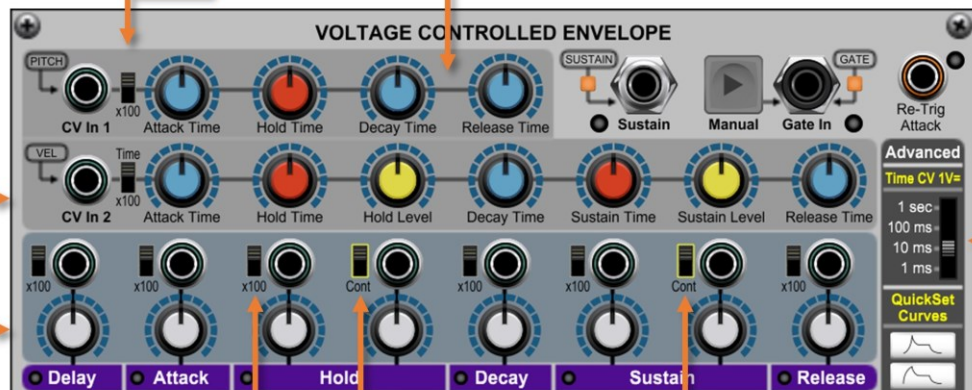 VOLTAGE CONTROLLED ENVELOPE
PITCH
CV In 1
x100
Attack Time
Hold Time
Decay Time
Release Time
SUSTAIN
Sustain
Manual
Gate In
GATE
Re-Trig
Attack
VEL
CV In 2
Time
x100
Attack Time
Hold Time
Hold Level
Decay Time
Sustain Time
Sustain Level
Release Time
Advanced
Time CV 1V=
1 sec
100 ms
10 ms
1 ms
QuickSet
Curves
x100
x100
x100
Cont
x100
x100
Cont
x100
Delay
Attack
Hold
Decay
Sustain
Release